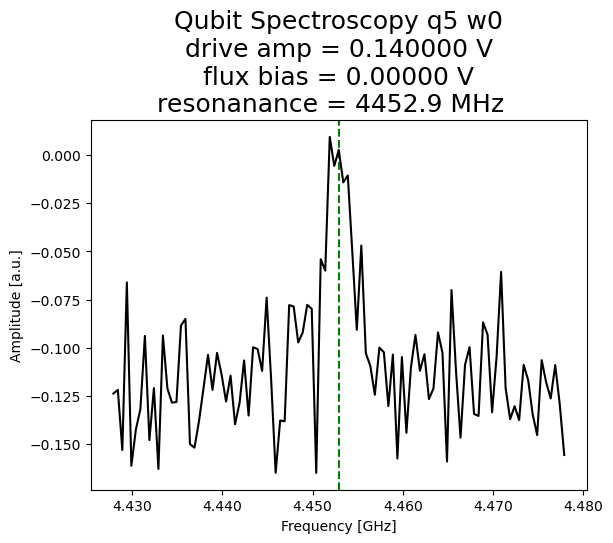 Qubit Spectroscopy q5 w0
drive amp = 0.140000 V
flux bias = 0.00000 V
resonanance = 4452.9 MHz
0.000
−0.025
−0.050
−0.075
−0.100
−0.125
−0.150
Amplitude [a.u.]
4.430 4.440 4.450 4.460 4.470 4.480
Frequency [GHz]